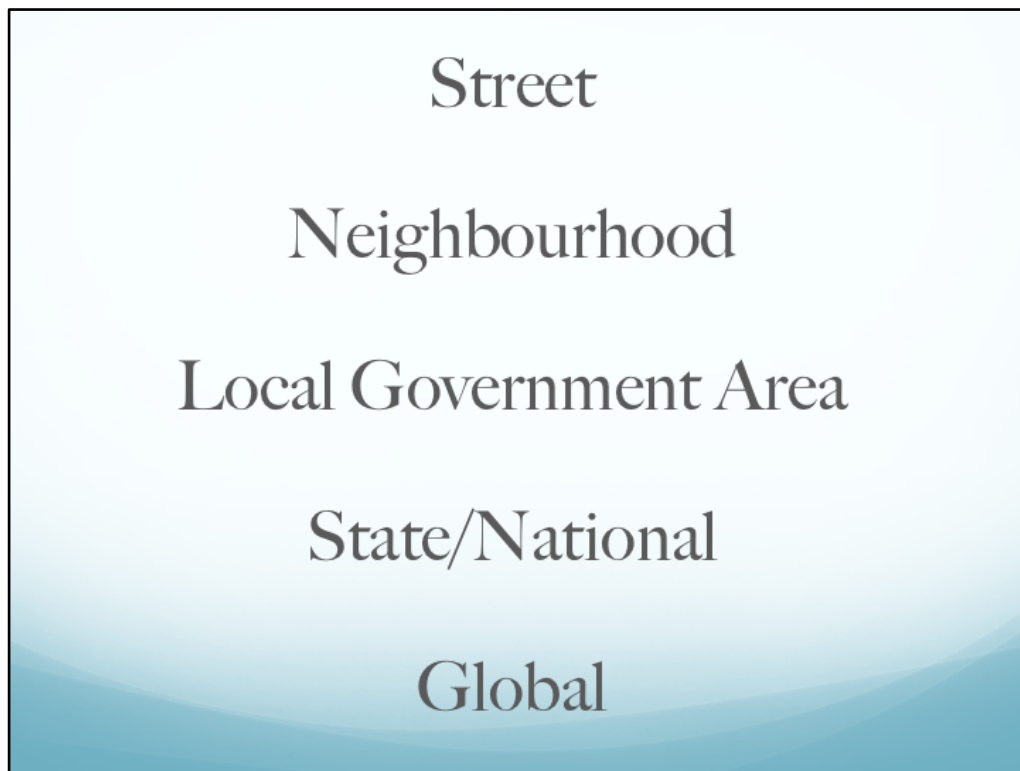 Street
Neighbourhood
Local Government Area
State/National
Global